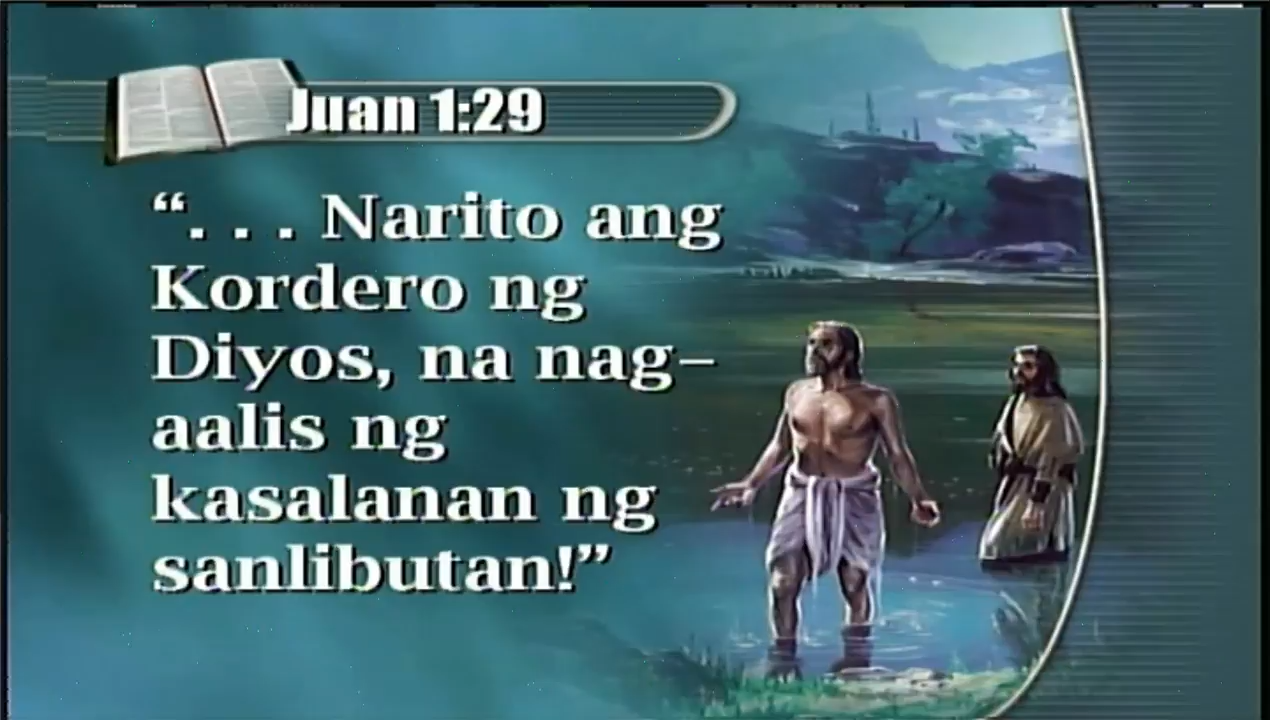 Juan 1:29
“. . . Narito ang
Kordero ng
Diyos, na nag–
aalis ng
kasalanan ng
sanlibutan!”